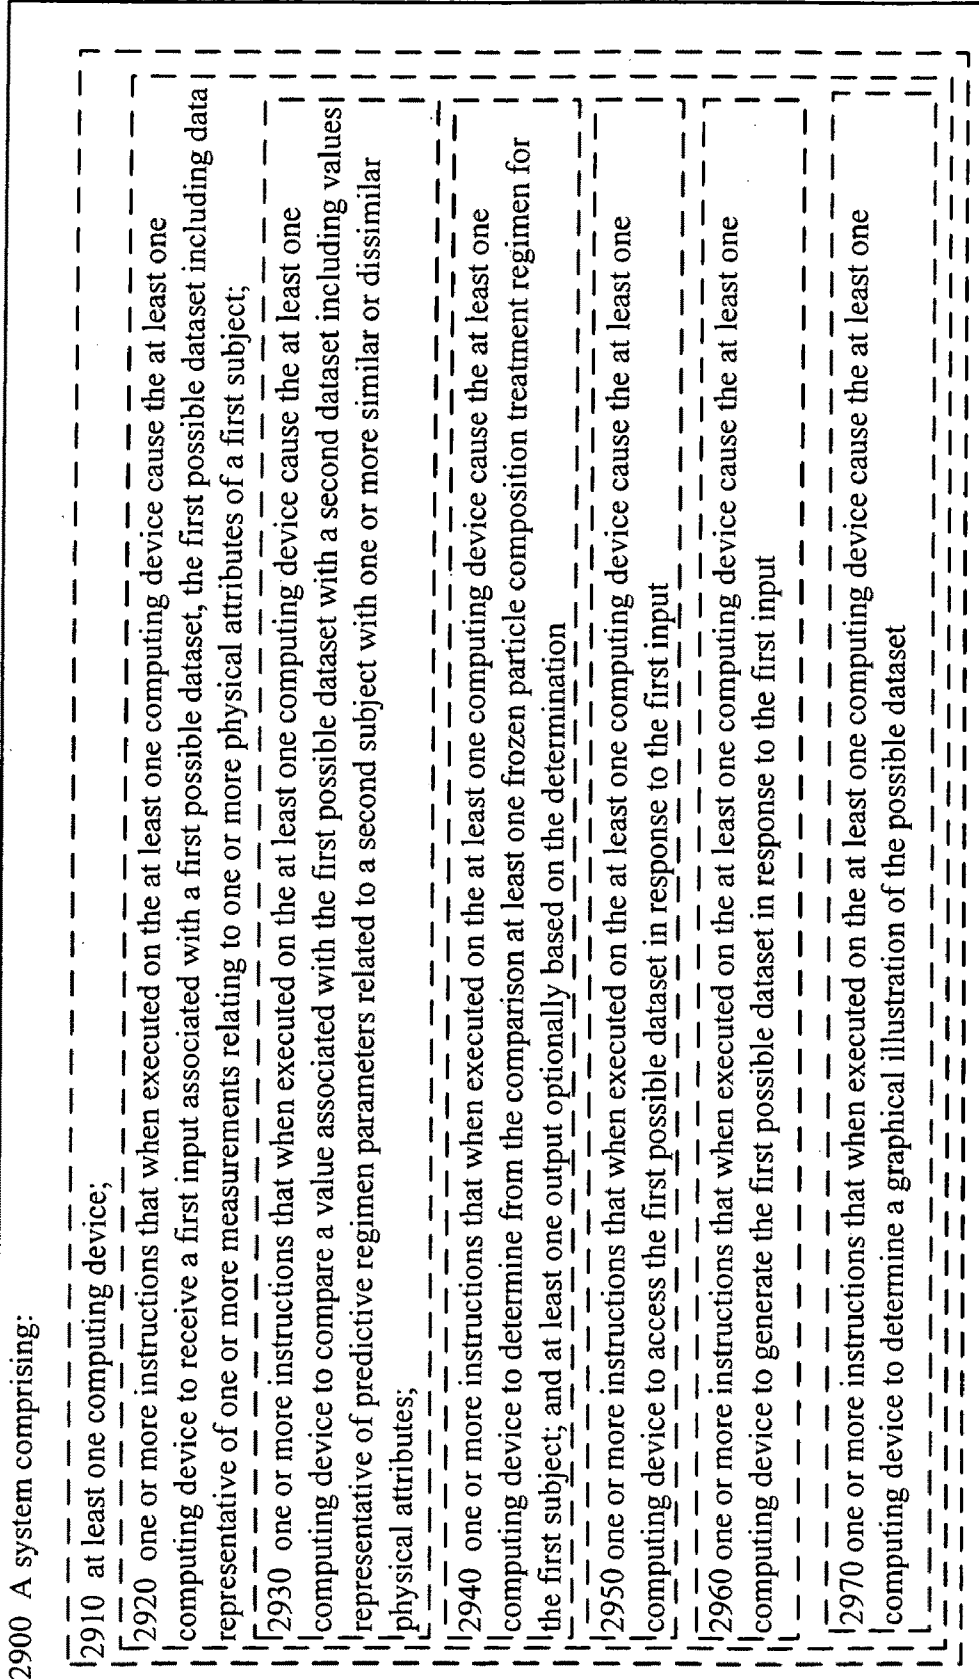 2900 A system comprising:
2910 at least one computing device;
2920 one or more instructions that when executed on the at least one computing device cause the at least one
computing device to receive a first input associated with a first possible dataset, the first possible dataset including data
representative of one or more measurements relating to one or more physical attributes of a first subject;
2930 one or more instructions that when executed on the at least one computing device cause the at least one
computing device to compare a value associated with the first possible dataset with a second dataset including values
representative of predictive regimen parameters related to a second subject with one or more similar or dissimilar
physical attributes;
2940 one or more instructions that when executed on the at least one computing device cause the at least one
computing device to determine from the comparison at least one frozen particle composition treatment regimen for
the first subject; and at least one output optionally based on the determination
2950 one or more instructions that when executed on the at least one computing device cause the at least one
computing device to access the first possible dataset in response to the first input
2960 one or more instructions that when executed on the at least one computing device cause the at least one
computing device to generate the first possible dataset in response to the first input
2970 one or more instructions that when executed on the at least one computing device cause the at least one
computing device to determine a graphical illustration of the possible dataset